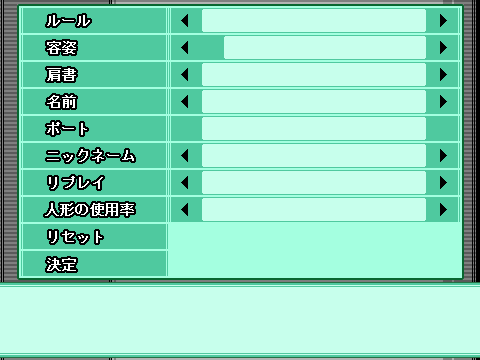 ルール
容姿
肩書
名前
ポート
ニックネーム
リプレイ
人形の使用率
リセット
決定